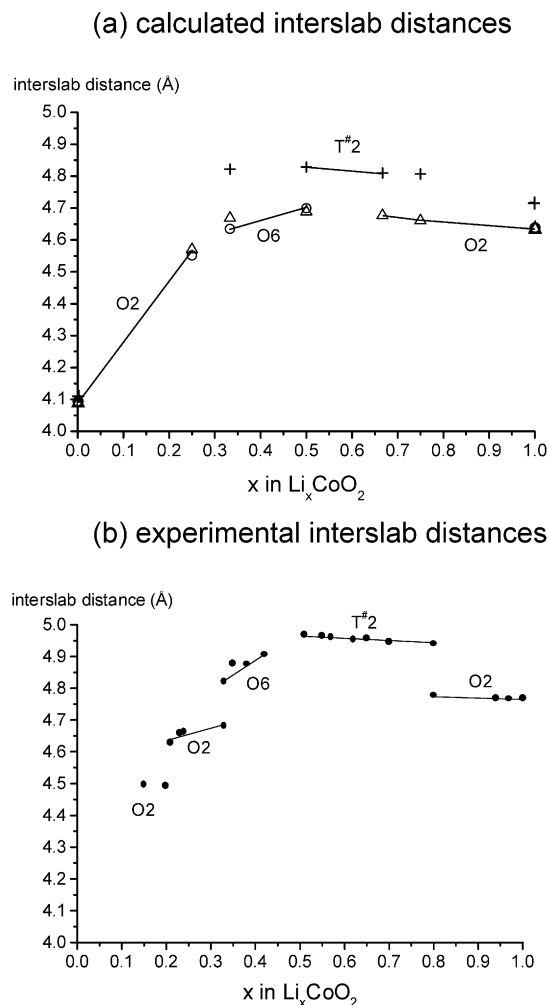 (a) calculated interslab distances
interslab distance (Å)
5.0
4.9
4.8
4.7
4.6
4.5
4.4
4.3
4.2
4.1
4.0
T#2
O6
O2
O2
0.0 0.1 0.2 0.3 0.4 0.5 0.6 0.7 0.8 0.9 1.0
x in LixCoO2
(b) experimental interslab distances
interslab distance (Å)
5.0
4.9
4.8
4.7
4.6
4.5
4.4
4.3
4.2
4.1
4.0
T#2
O6
O2
O2
O2
0.0 0.1 0.2 0.3 0.4 0.5 0.6 0.7 0.8 0.9 1.0
x in LixCoO2